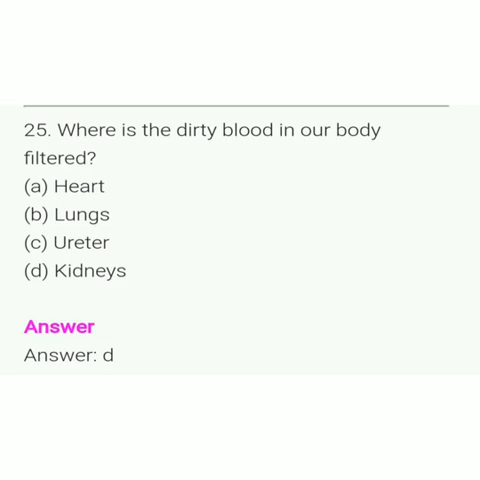 25. Where is the dirty blood in our body
filtered?
(a) Heart
(b) Lungs
(c) Ureter
(d) Kidneys
Answer
Answer: d